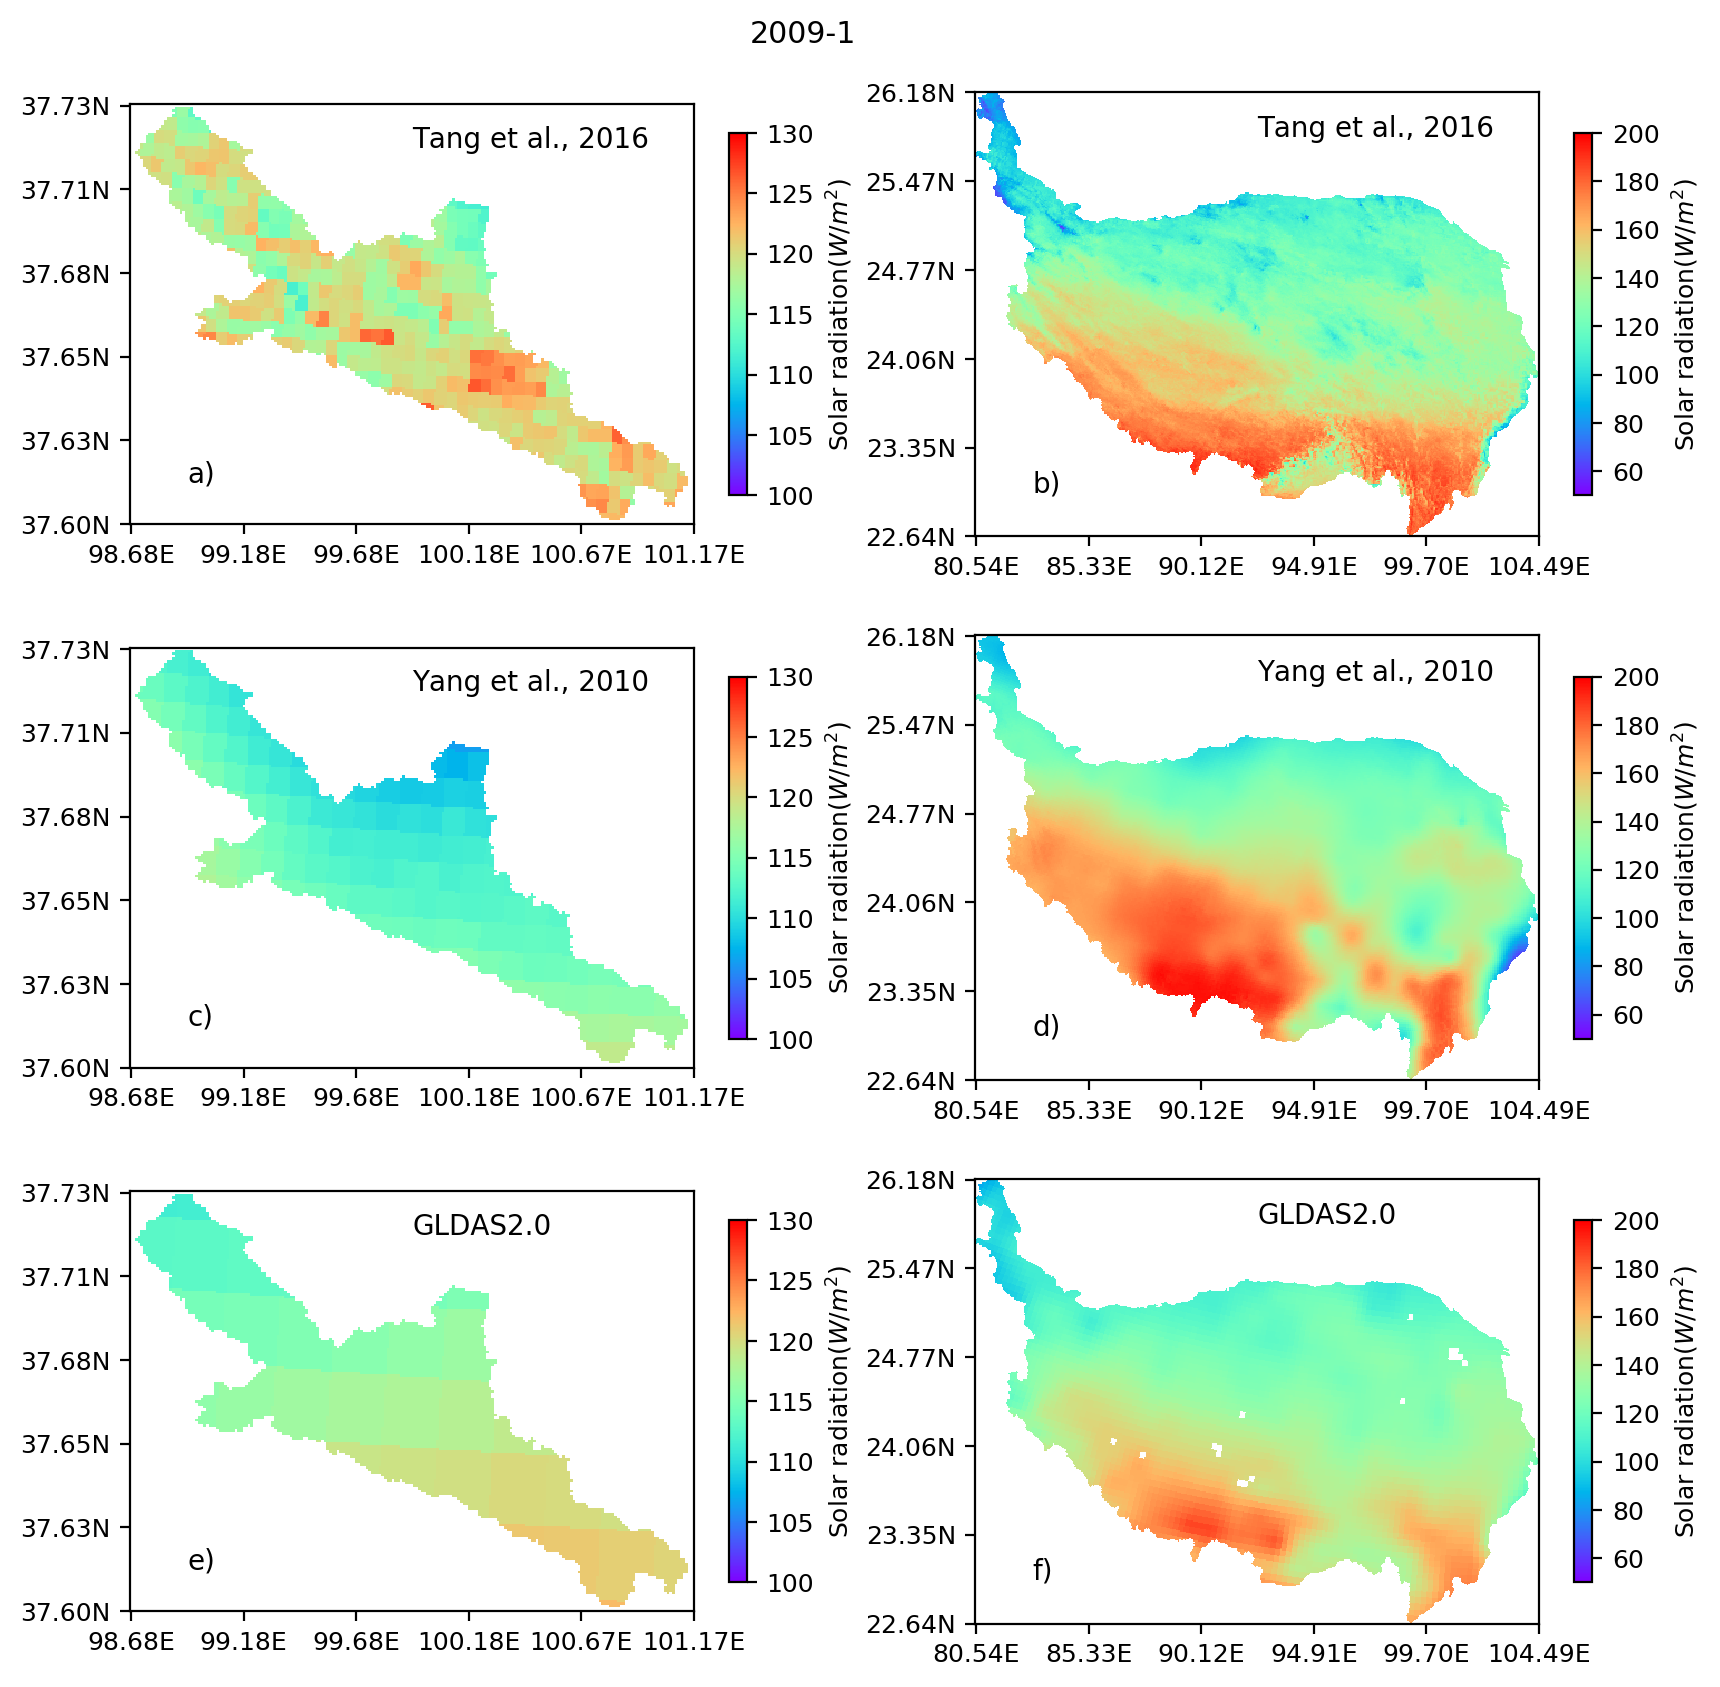 2009-1
37.73N
37.71N
37.68N
37.65N
37.63N
37.60N
98.68E 99.18E 99.68E 100.18E 100.67E 101.17E
Tang et al., 2016
a)
130
125
120
115
110
105
100
Solar radiation(W/m²)
26.18N
25.47N
24.77N
24.06N
23.35N
22.64N
80.54E 85.33E 90.12E 94.91E 99.70E 104.49E
Tang et al., 2016
b)
200
180
160
140
120
100
80
60
Solar radiation(W/m²)
37.73N
37.71N
37.68N
37.65N
37.63N
37.60N
98.68E 99.18E 99.68E 100.18E 100.67E 101.17E
Yang et al., 2010
c)
130
125
120
115
110
105
100
Solar radiation(W/m²)
26.18N
25.47N
24.77N
24.06N
23.35N
22.64N
80.54E 85.33E 90.12E 94.91E 99.70E 104.49E
Yang et al., 2010
d)
200
180
160
140
120
100
80
60
Solar radiation(W/m²)
37.73N
37.71N
37.68N
37.65N
37.63N
37.60N
98.68E 99.18E 99.68E 100.18E 100.67E 101.17E
GLDAS2.0
e)
130
125
120
115
110
105
100
Solar radiation(W/m²)
26.18N
25.47N
24.77N
24.06N
23.35N
22.64N
80.54E 85.33E 90.12E 94.91E 99.70E 104.49E
GLDAS2.0
f)
200
180
160
140
120
100
80
60
Solar radiation(W/m²)